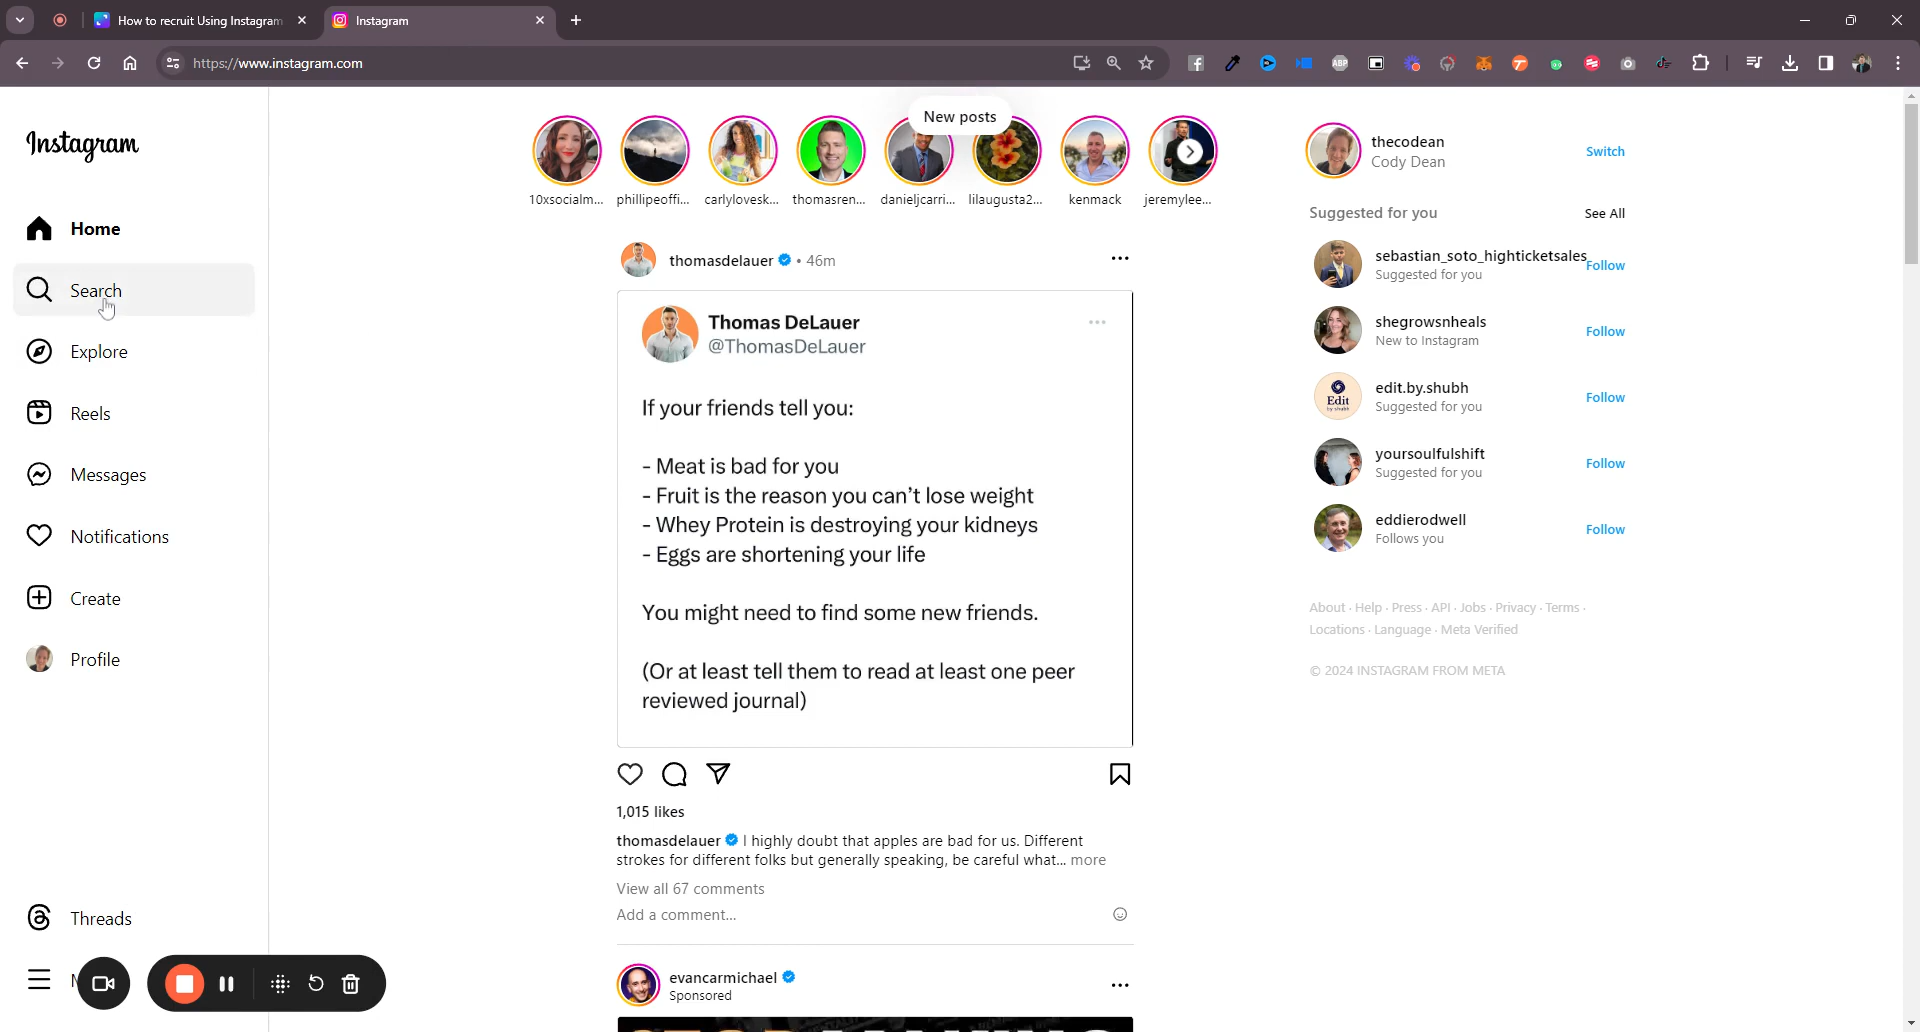 How to recruit Using Instagram
Instagram
https://www.instagram.com
ABP
Instagram
Home
Search
Explore
Reels
Messages
Notifications
Create
Profile
Threads
New posts
10xsocialm...
phillipeoffi...
carlylovesk...
thomasren...
danieljcarri...
lilaugusta2...
kenmack
jeremylee...
thomasdelauer • 46m
Thomas DeLauer
@ThomasDeLauer
If your friends tell you:
- Meat is bad for you
- Fruit is the reason you can’t lose weight
- Whey Protein is destroying your kidneys
- Eggs are shortening your life
You might need to find some new friends.
(Or at least tell them to read at least one peer
reviewed journal)
1,015 likes
thomasdelauer I highly doubt that apples are bad for us. Different
strokes for different folks but generally speaking, be careful what... more
View all 67 comments
Add a comment...
evancarmichael
Sponsored
thecodean
Cody Dean
Switch
Suggested for you
See All
sebastian_soto_highticketsales
Suggested for you
Follow
shegrowsnheals
New to Instagram
Follow
Edit
by shubh
edit.by.shubh
Suggested for you
Follow
yoursoulfulshift
Suggested for you
Follow
eddierodwell
Follows you
Follow
About · Help · Press · API · Jobs · Privacy · Terms ·
Locations · Language · Meta Verified
© 2024 INSTAGRAM FROM META